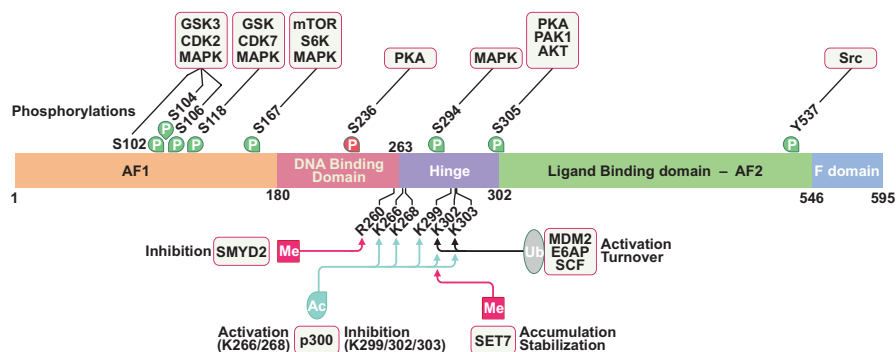 GSK3
CDK2
MAPK
GSK
CDK7
MAPK
mTOR
S6K
MAPK
PKA
MAPK
PKA
PAK1
AKT
Src
Phosphorylations
S102
S104
S106
S118
S167
S236
S294
S305
Y537
P
P
P
P
P
P
P
P
P
263
AF1
DNA Binding
Domain
Hinge
Ligand Binding domain – AF2
F domain
1
180
302
546
595
R260
K266
K268
K299
K302
K303
Inhibition
SMYD2
Me
Ub
MDM2
E6AP
SCF
Activation
Turnover
Ac
Me
Activation
(K266/268)
p300
Inhibition
(K299/302/303)
SET7
Accumulation
Stabilization